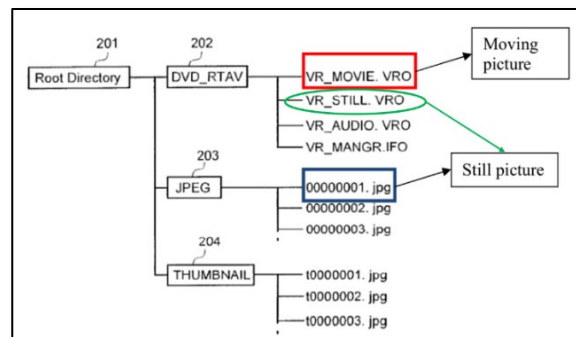 201
202
Root Directory
DVD_RTAV
VR_MOVIE. VRO
Moving
picture
VR_STILL. VRO
VR_AUDIO. VRO
VR_MANGR.IFO
203
JPEG
00000001. jpg
Still picture
00000002. jpg
00000003. jpg
204
THUMBNAIL
t0000001. jpg
t0000002. jpg
t0000003. jpg